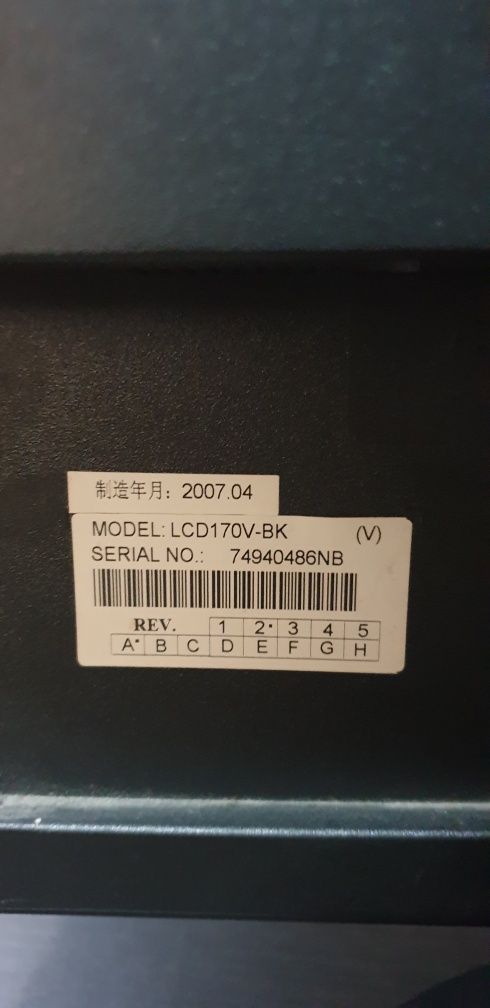 制造年月: 2007.04
MODEL: LCD170V-BK (V)
SERIAL NO.: 74940486NB
REV. 1 2• 3 4 5
A• B C D E F G H